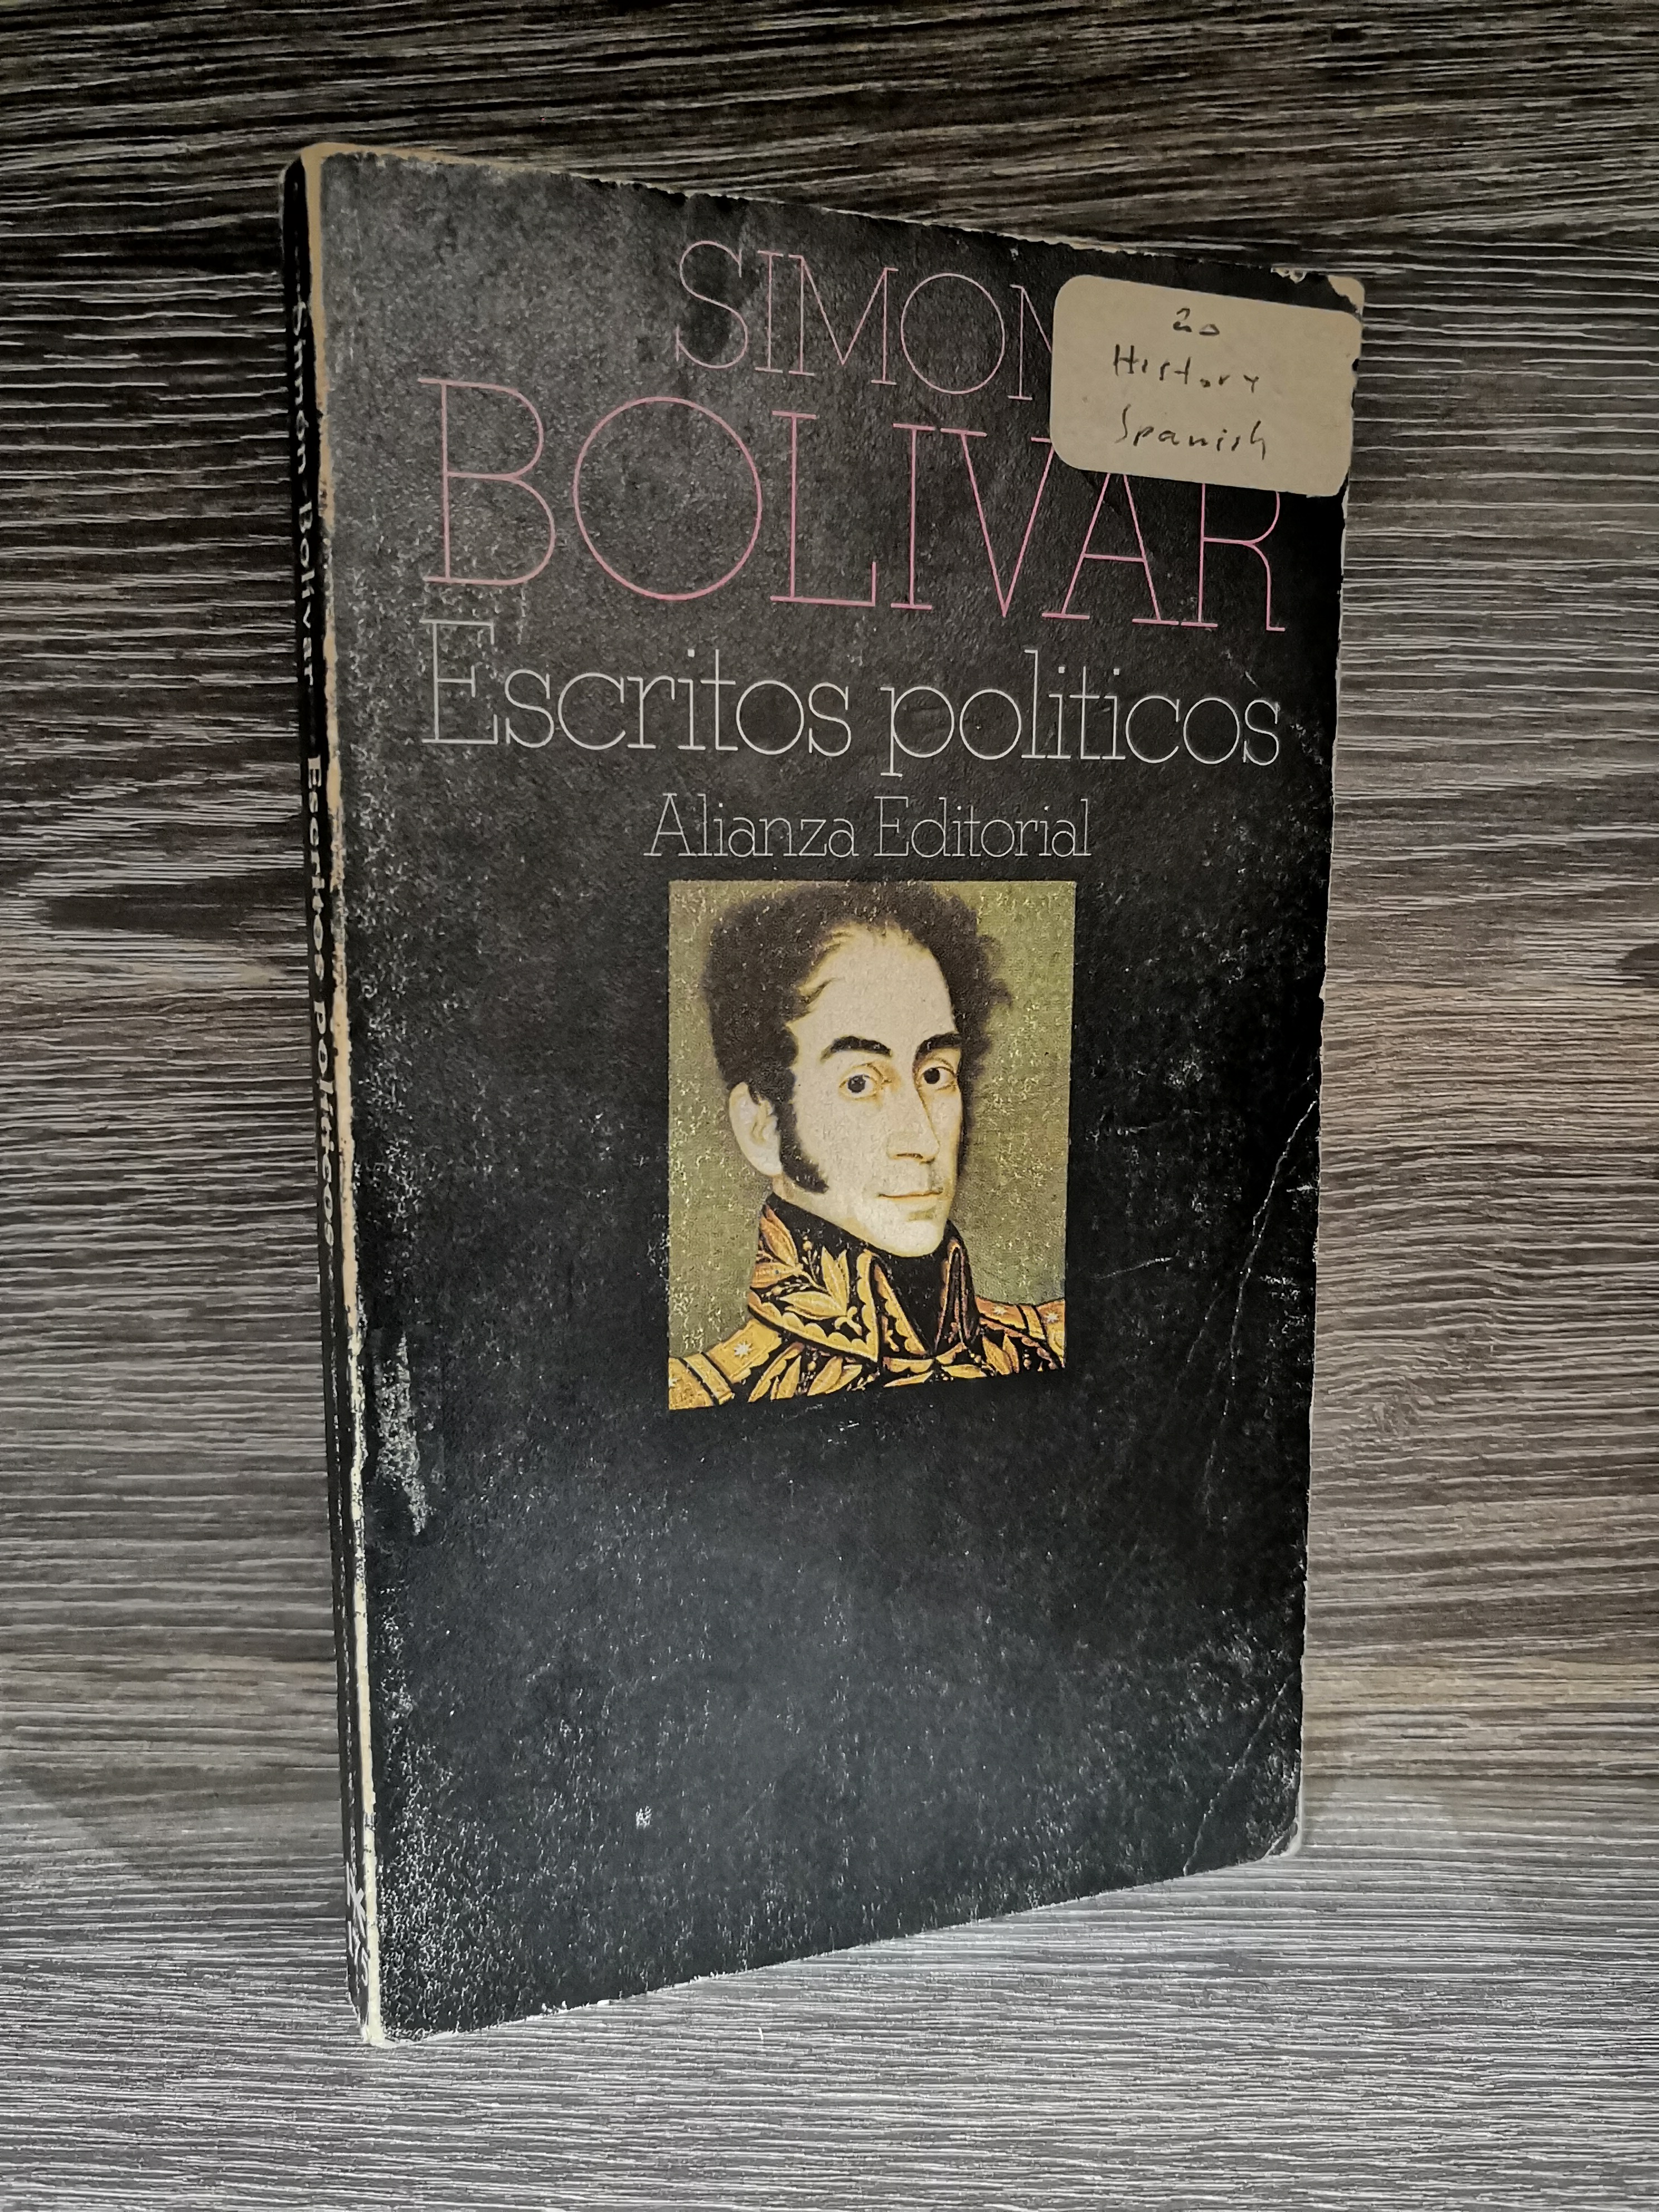 SIMON
BOLIVAR
Escritos politicos
Alianza Editorial
20
History
Spanish
Simón Bolívar Escritos políticos